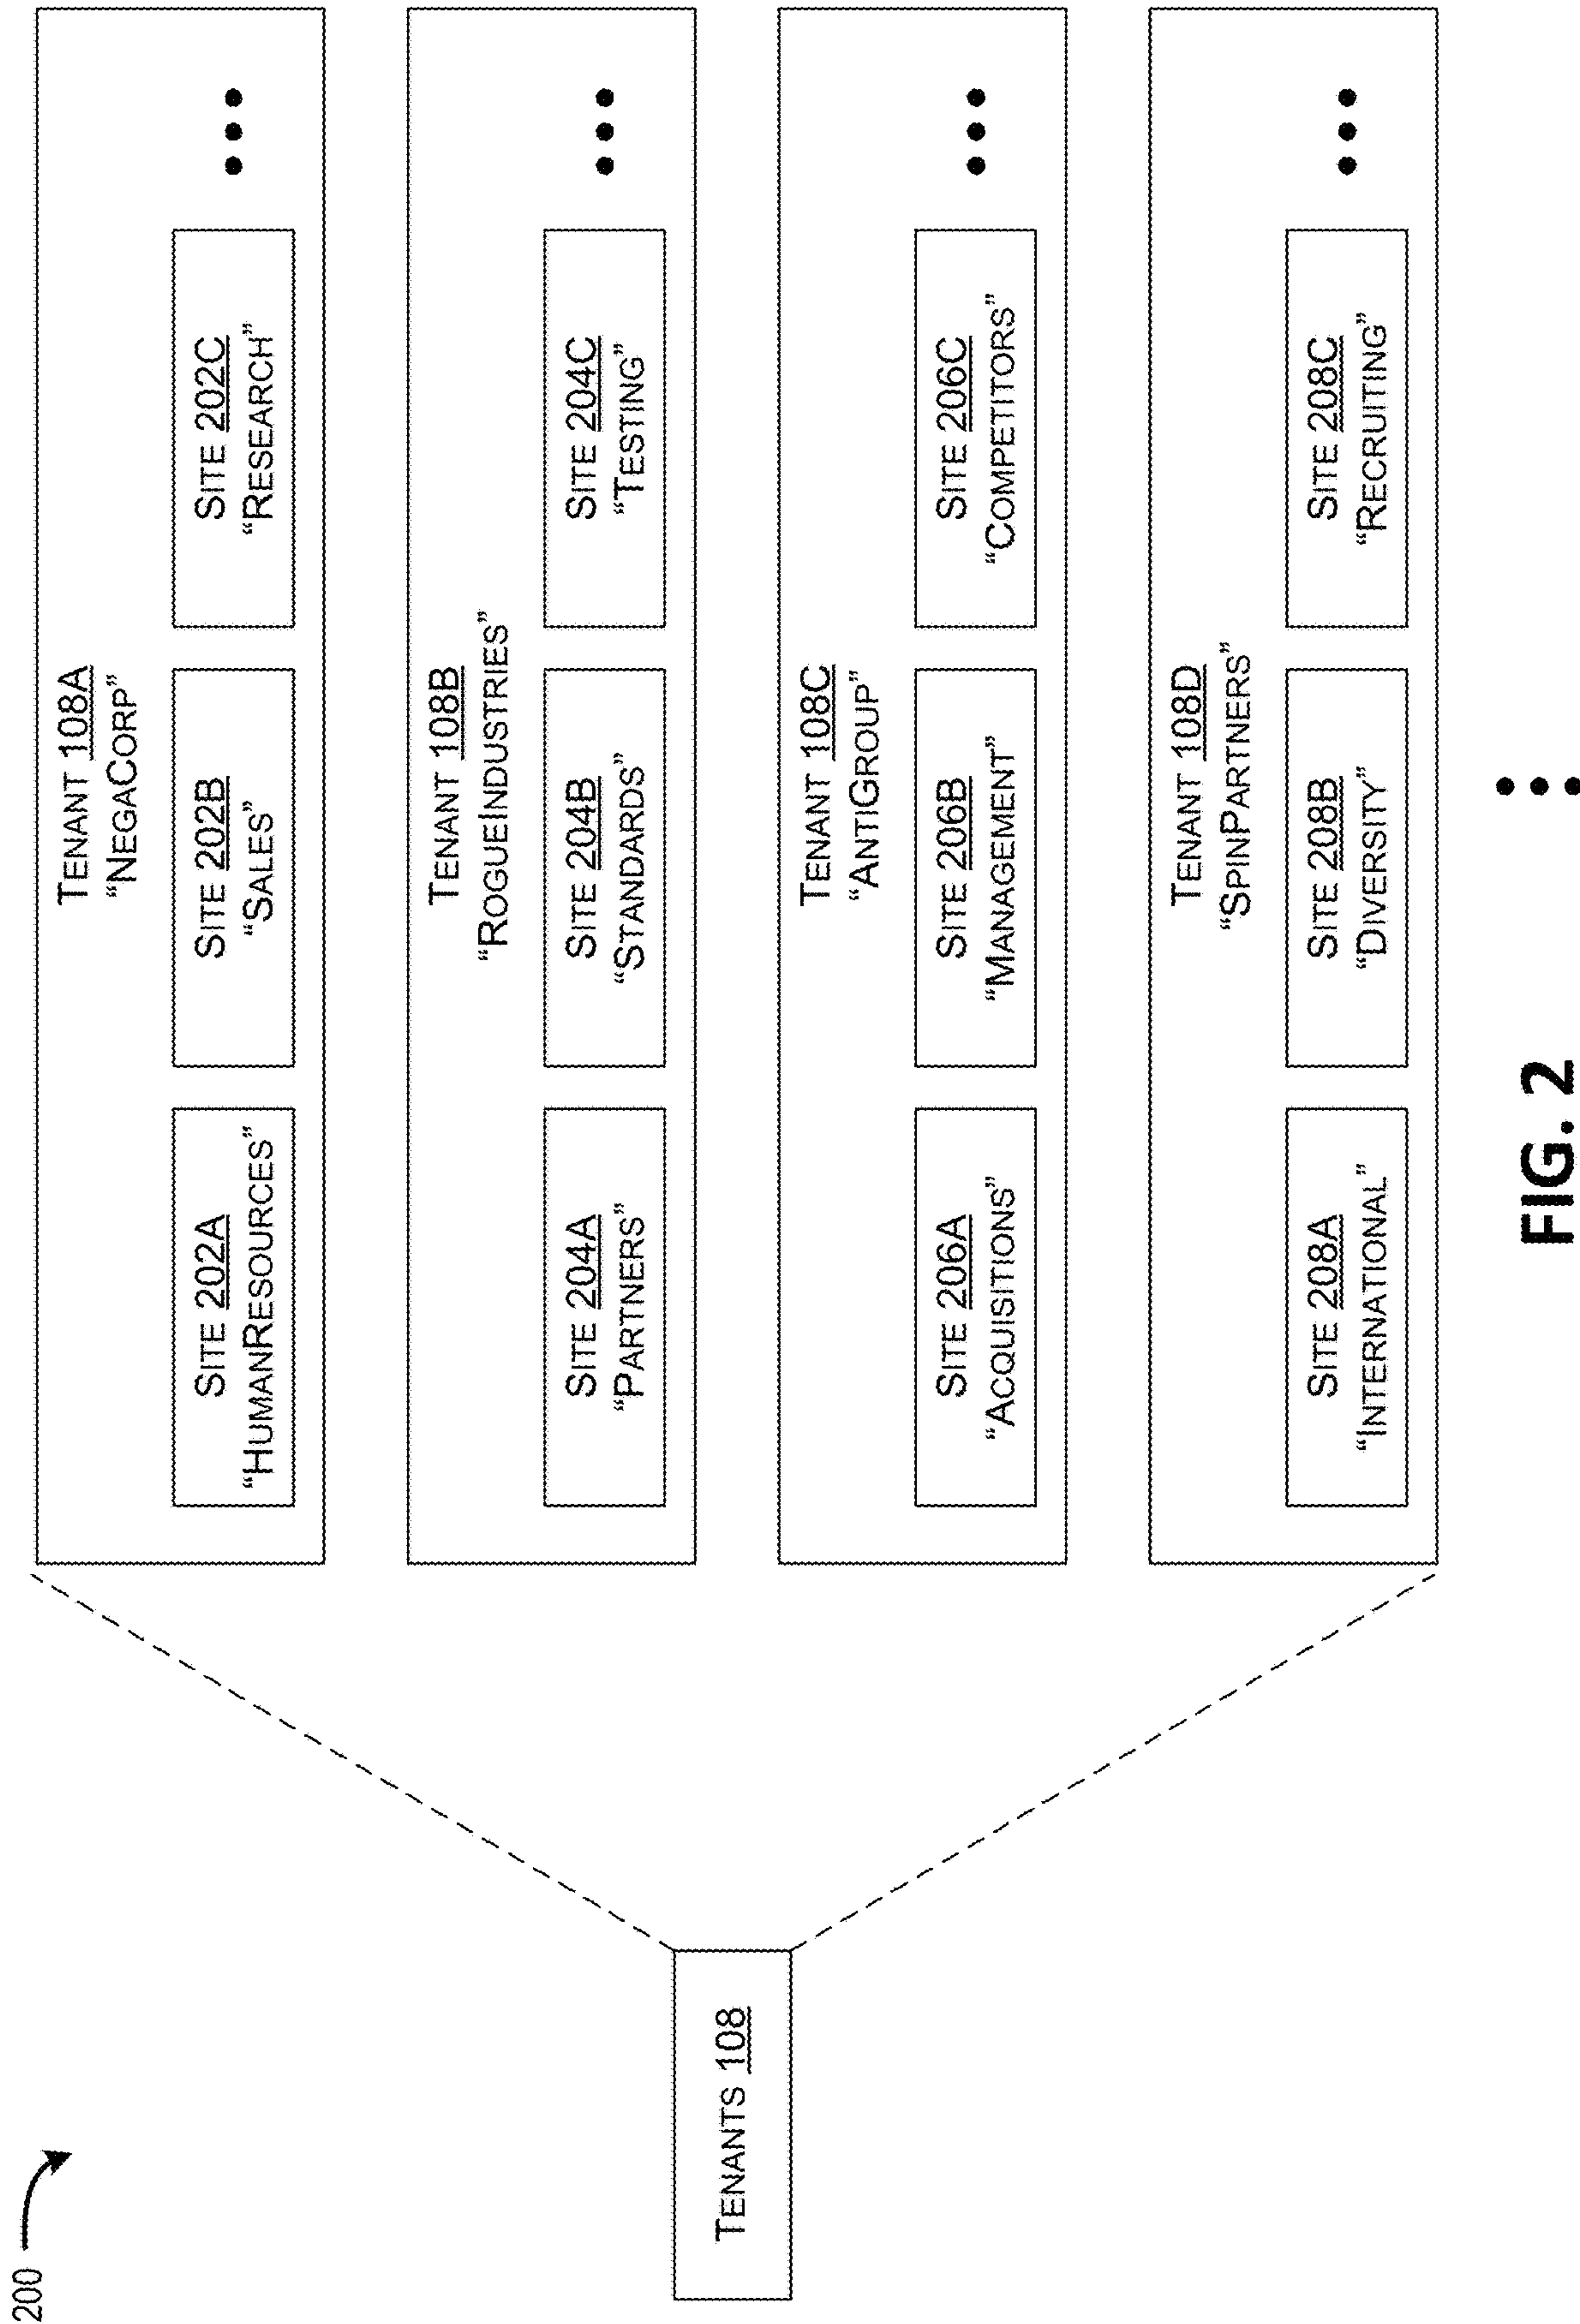 200
TENANTS 108
TENANT 108A
“NEGACORP”
SITE 202A
“HUMANRESOURCES”
SITE 202B
“SALES”
SITE 202C
“RESEARCH”
TENANT 108B
“ROGUEINDUSTRIES”
SITE 204A
“PARTNERS”
SITE 204B
“STANDARDS”
SITE 204C
“TESTING”
TENANT 108C
“ANTIGROUP”
SITE 206A
“ACQUISITIONS”
SITE 206B
“MANAGEMENT”
SITE 206C
“COMPETITORS”
TENANT 108D
“SPINPARTNERS”
SITE 208A
“INTERNATIONAL”
SITE 208B
“DIVERSITY”
SITE 208C
“RECRUITING”
FIG. 2